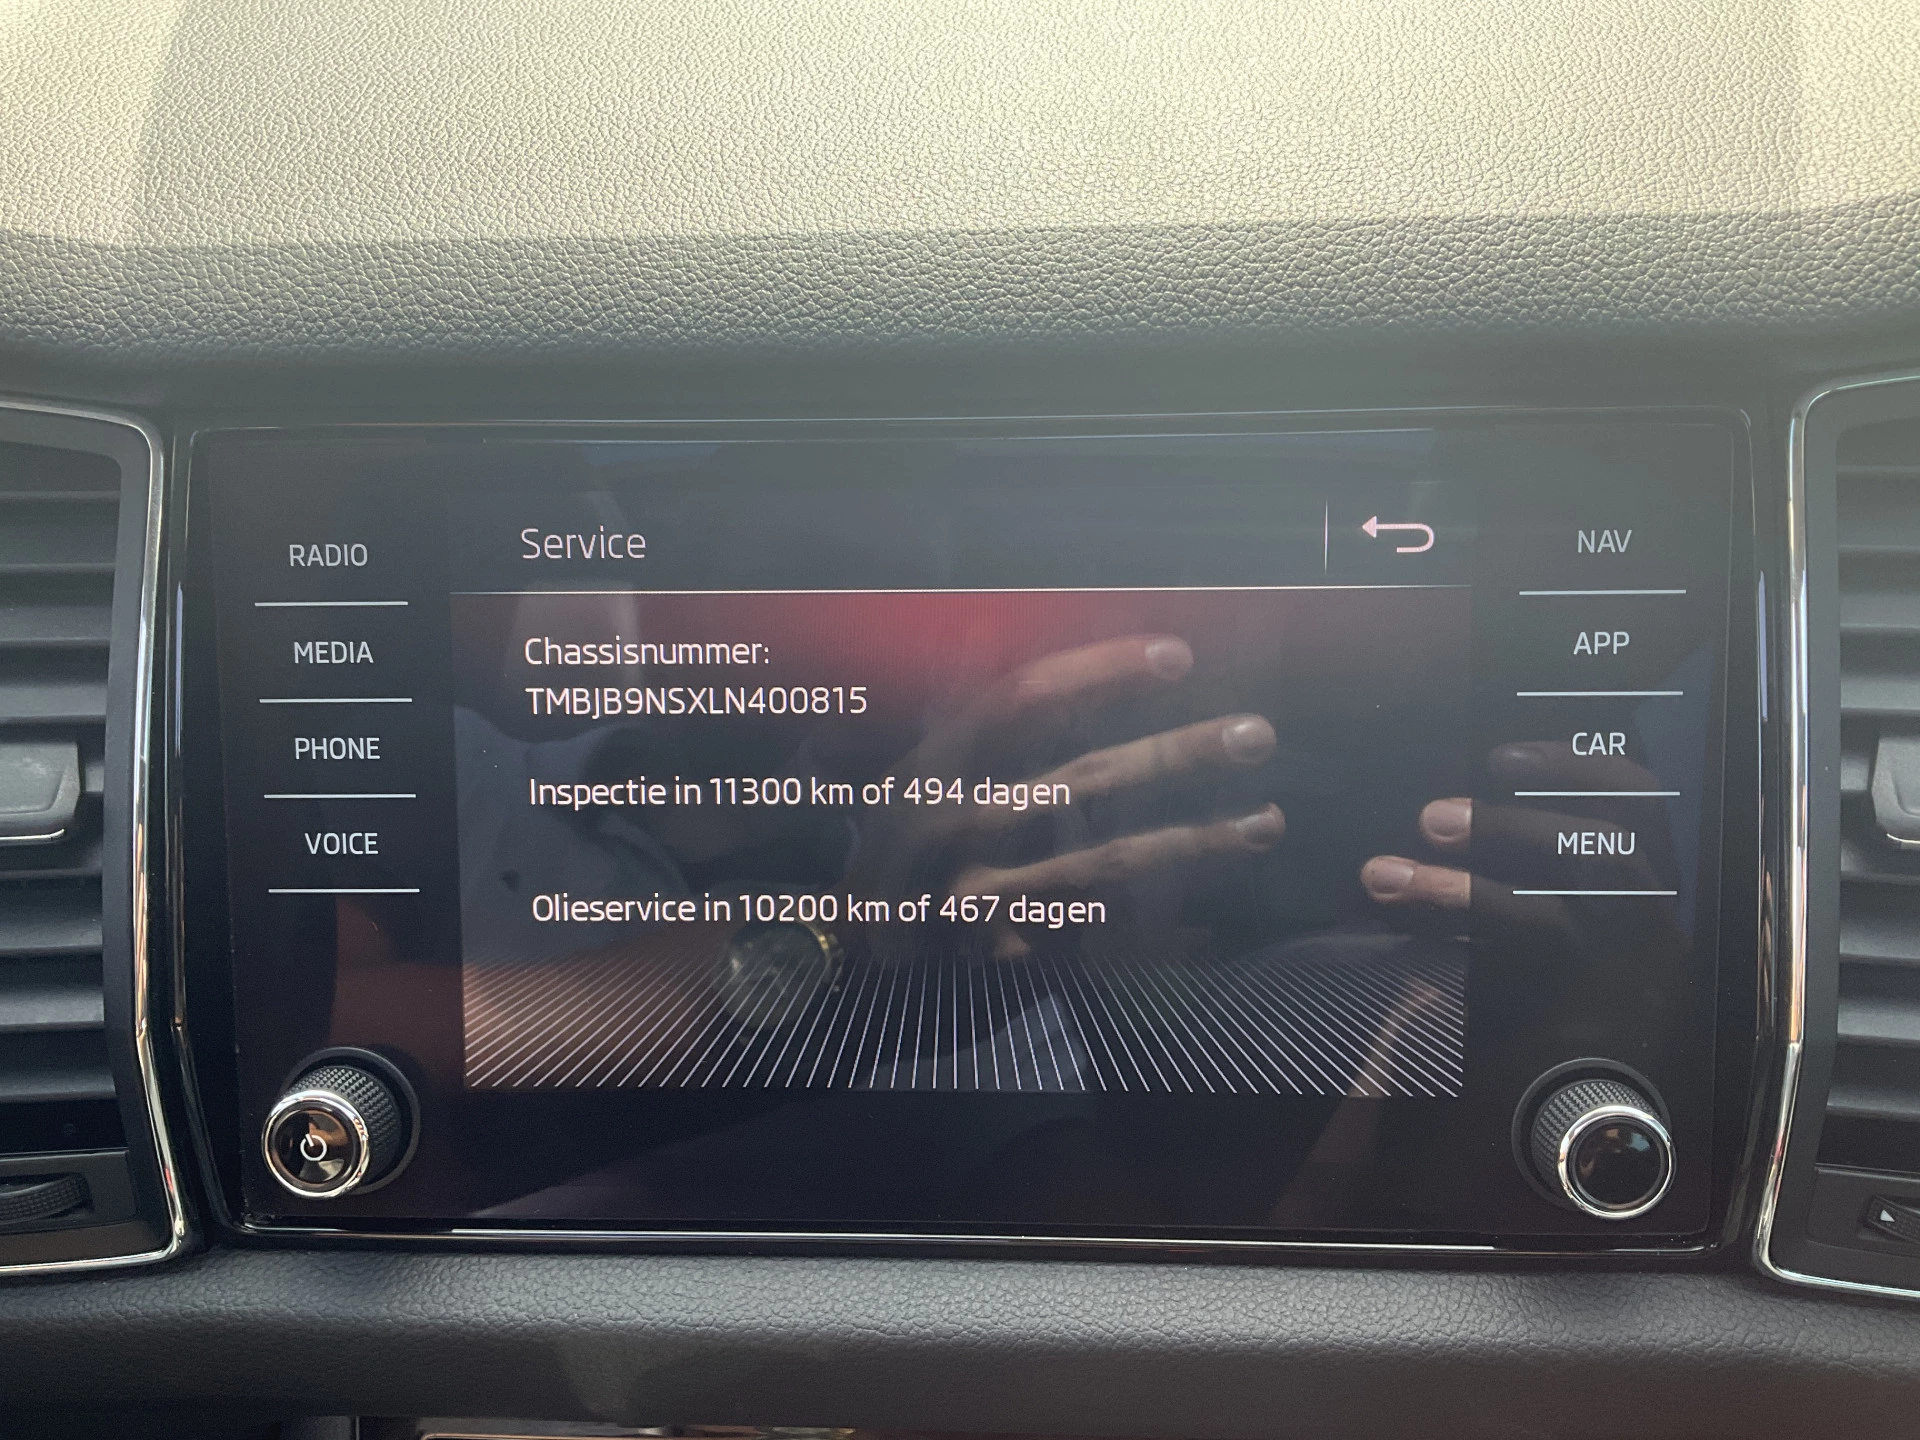 Service
RADIO
MEDIA
PHONE
VOICE
Chassisnummer:
TMBJB9NSXLN400815
Inspectie in 11300 km of 494 dagen
Olieservice in 10200 km of 467 dagen
NAV
APP
CAR
MENU